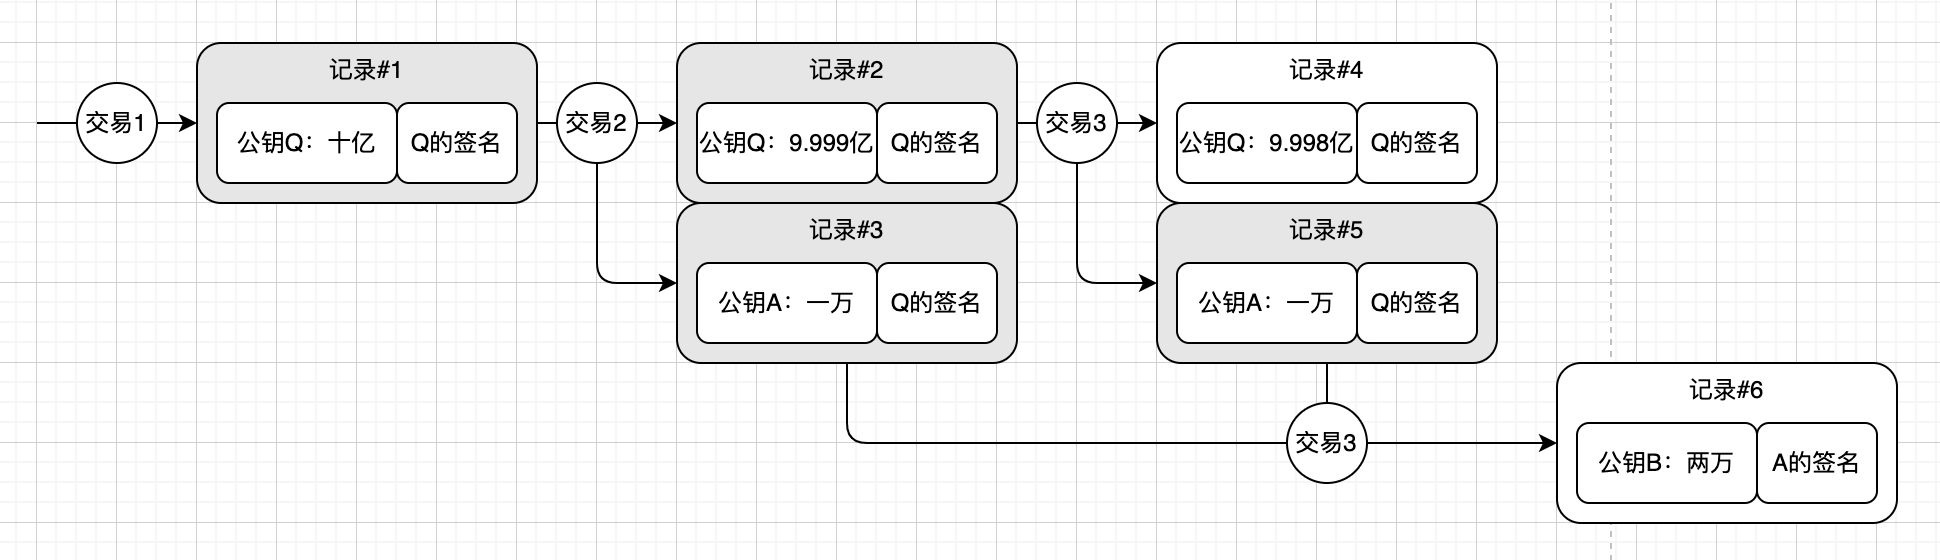 交易1
记录#1
公钥Q：十亿
Q的签名
交易2
记录#2
公钥Q：9.999亿
Q的签名
记录#3
公钥A：一万
Q的签名
交易3
记录#4
公钥Q：9.998亿
Q的签名
记录#5
公钥A：一万
Q的签名
交易3
记录#6
公钥B：两万
A的签名